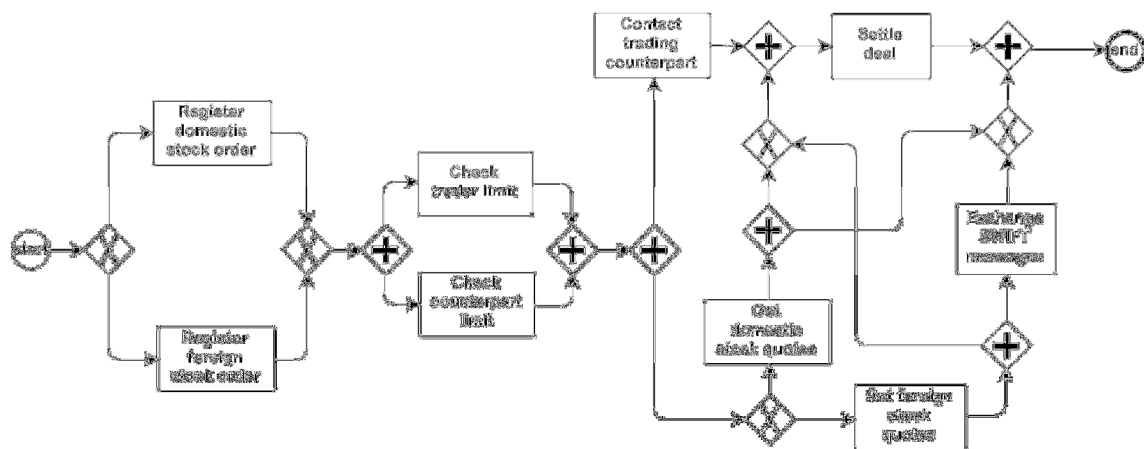 Contact
trading
counterpart
Settle
deal
end
Register
domestic
stock order
Check
trader limit
start
Exchange
SWIFT
messages
Check
counterpart
limit
Get
domestic
stock quotes
Register
foreign
stock order
Get foreign
stock
quotes